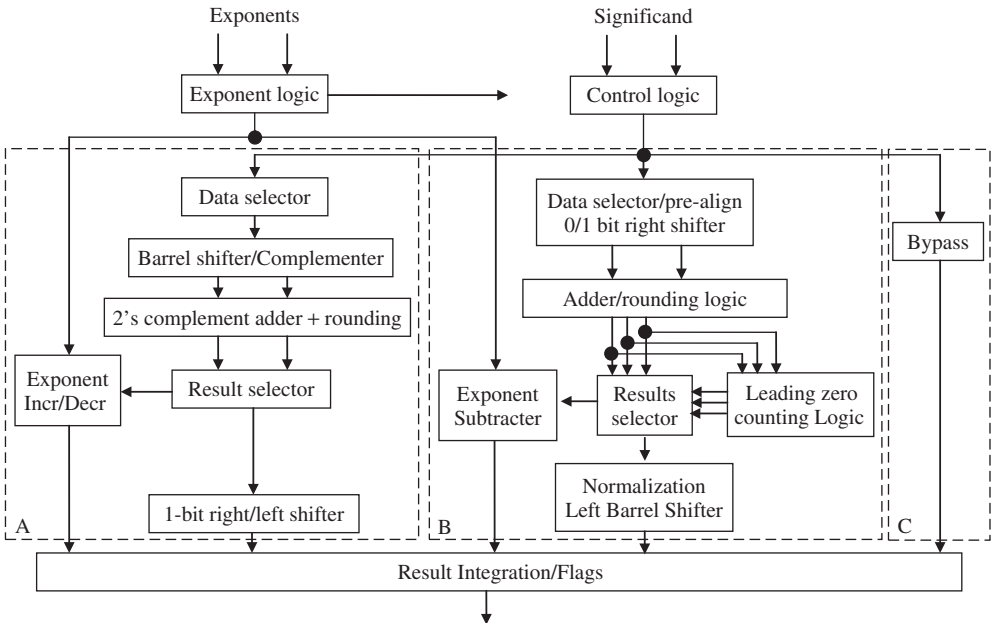 Exponents
Significand
Exponent logic
Control logic
Data selector
Barrel shifter/Complementer
2's complement adder + rounding
Exponent
Incr/Decr
Result selector
1-bit right/left shifter
A
Data selector/pre-align
0/1 bit right shifter
Adder/rounding logic
Exponent
Subtracter
Results
selector
Leading zero
counting Logic
Normalization
Left Barrel Shifter
B
Bypass
C
Result Integration/Flags